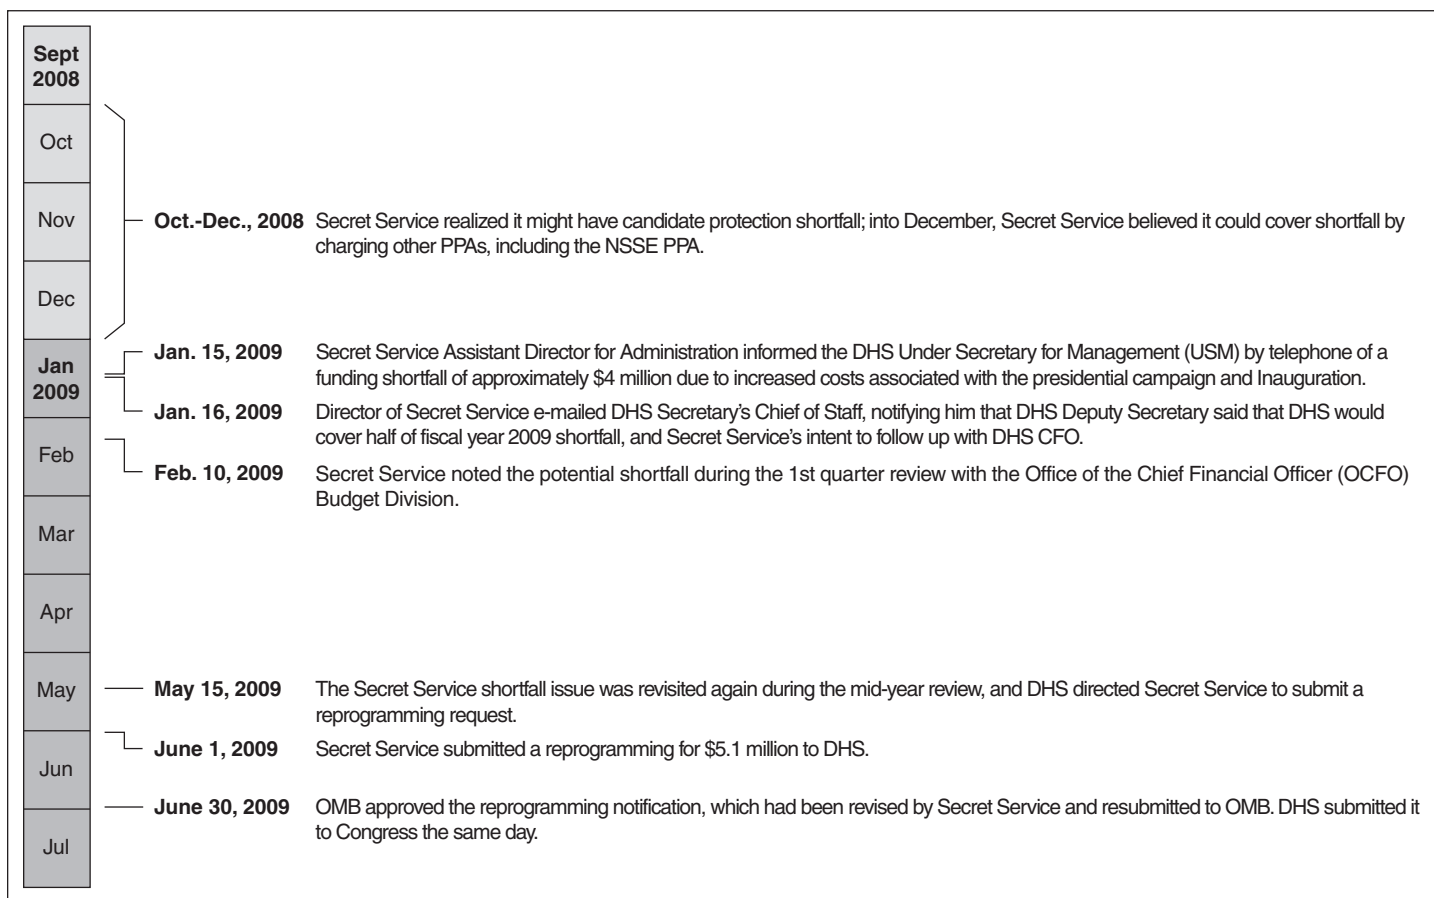 Sept
2008
Oct
Nov
Dec
Jan
2009
Feb
Mar
Apr
May
Jun
Jul
Oct.-Dec., 2008 Secret Service realized it might have candidate protection shortfall; into December, Secret Service believed it could cover shortfall by
charging other PPAs, including the NSSE PPA.
Jan. 15, 2009 Secret Service Assistant Director for Administration informed the DHS Under Secretary for Management (USM) by telephone of a
funding shortfall of approximately $4 million due to increased costs associated with the presidential campaign and Inauguration.
Jan. 16, 2009 Director of Secret Service e-mailed DHS Secretary's Chief of Staff, notifying him that DHS Deputy Secretary said that DHS would
cover half of fiscal year 2009 shortfall, and Secret Service's intent to follow up with DHS CFO.
Feb. 10, 2009 Secret Service noted the potential shortfall during the 1st quarter review with the Office of the Chief Financial Officer (OCFO)
Budget Division.
May 15, 2009 The Secret Service shortfall issue was revisited again during the mid-year review, and DHS directed Secret Service to submit a
reprogramming request.
June 1, 2009 Secret Service submitted a reprogramming for $5.1 million to DHS.
June 30, 2009 OMB approved the reprogramming notification, which had been revised by Secret Service and resubmitted to OMB. DHS submitted it
to Congress the same day.